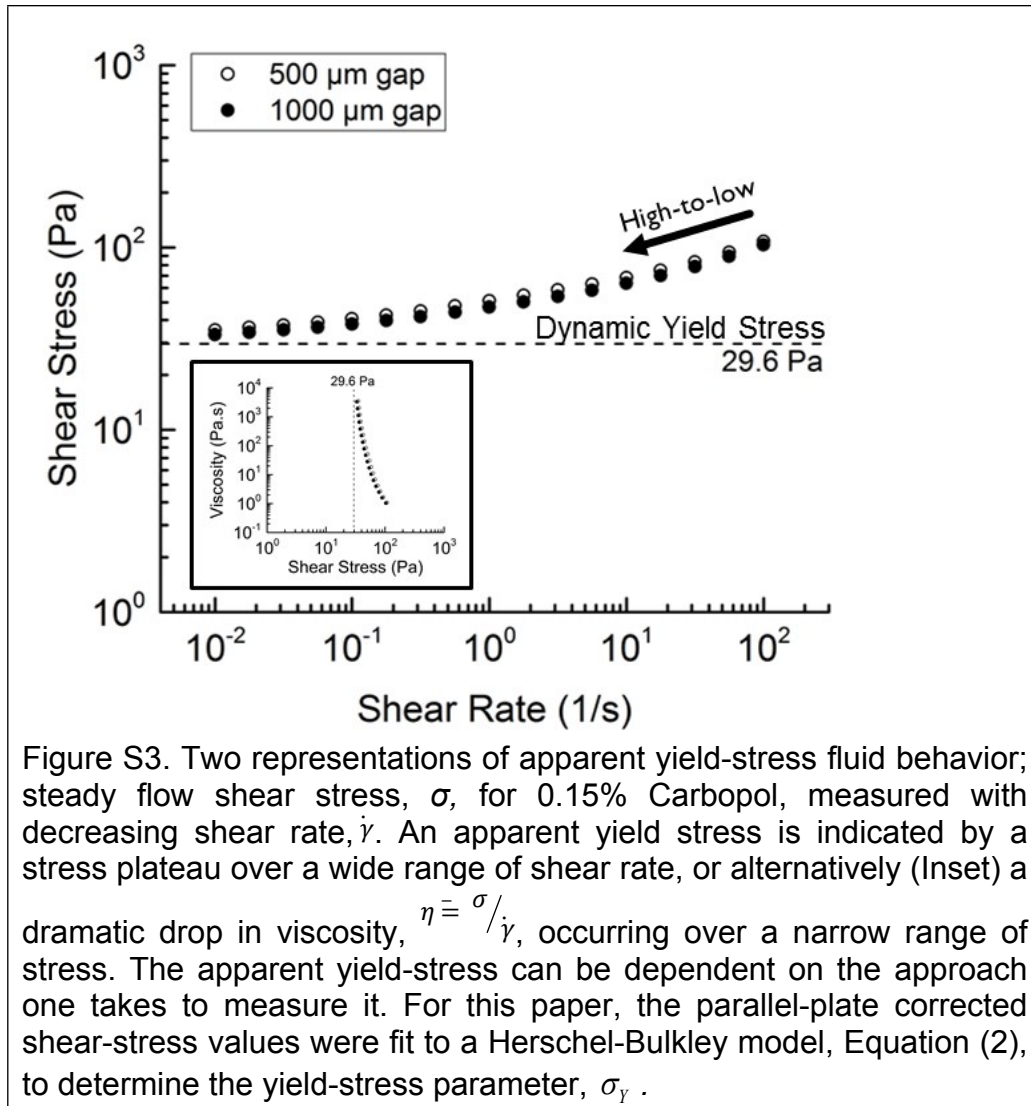 10³
500 µm gap
1000 µm gap
High-to-low
10²
Dynamic Yield Stress
29.6 Pa
10¹
10⁰
Shear Stress (Pa)
29.6 Pa
10⁴
10³
10²
10¹
10⁰
10⁻¹
Viscosity (Pa.s)
10⁰ 10¹ 10² 10³
Shear Stress (Pa)
10⁻² 10⁻¹ 10⁰ 10¹ 10²
Shear Rate (1/s)
Figure S3. Two representations of apparent yield-stress fluid behavior;
steady flow shear stress, σ, for 0.15% Carbopol, measured with
decreasing shear rate, γ̇. An apparent yield stress is indicated by a
stress plateau over a wide range of shear rate, or alternatively (Inset) a
dramatic drop in viscosity, η ≡ σ/γ̇, occurring over a narrow range of
stress. The apparent yield-stress can be dependent on the approach
one takes to measure it. For this paper, the parallel-plate corrected
shear-stress values were fit to a Herschel-Bulkley model, Equation (2),
to determine the yield-stress parameter, σ_Y .